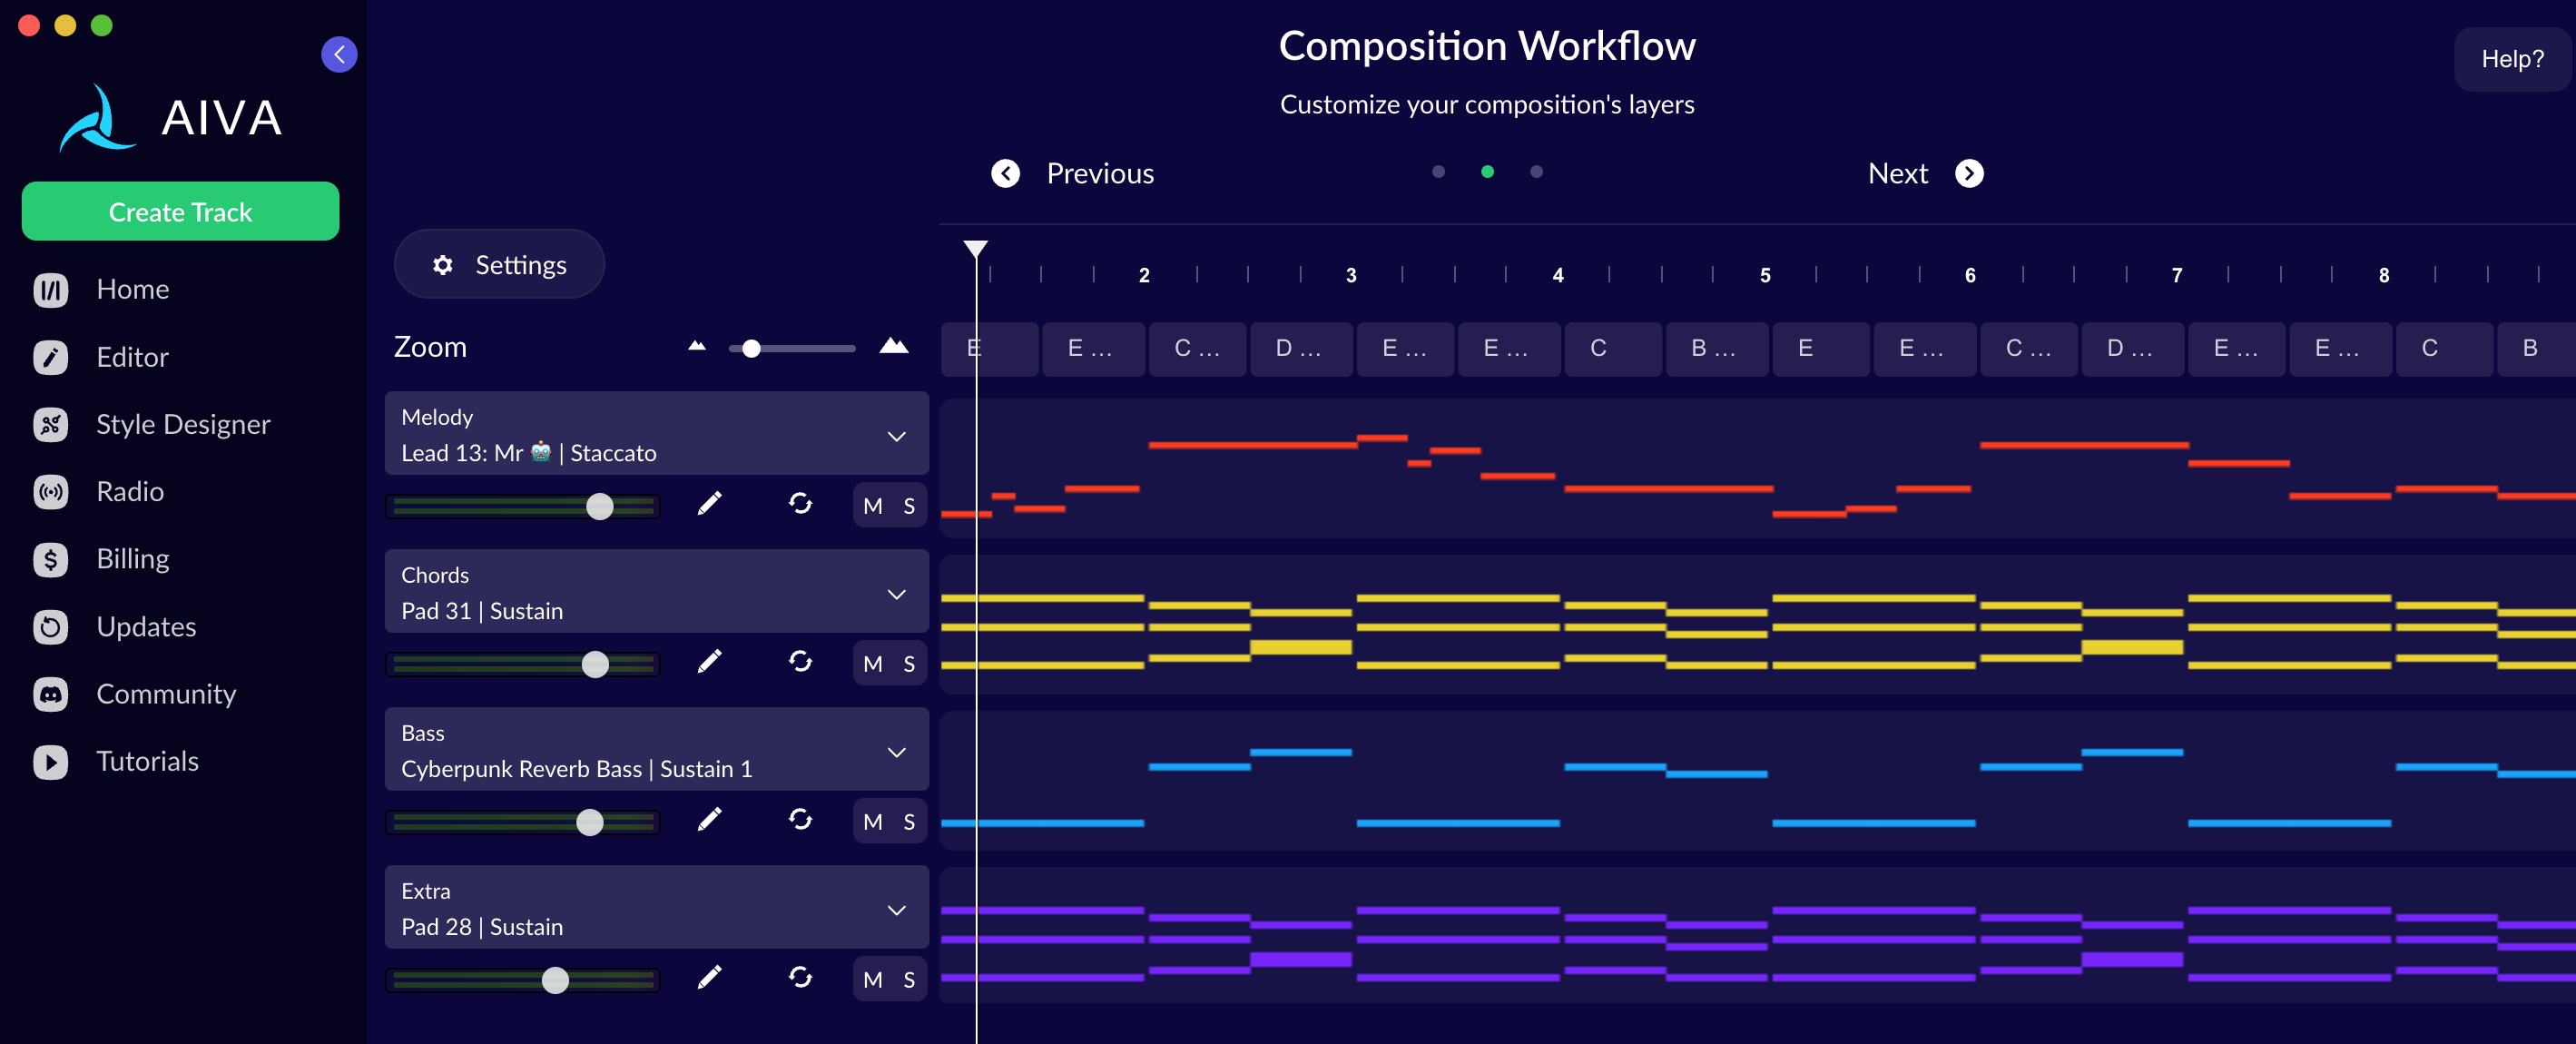 AIVA
Create Track
Home
Editor
Style Designer
Radio
Billing
Updates
Community
Tutorials
Composition Workflow
Customize your composition's layers
Help?
Previous
Next
Settings
2 3 4 5 6 7 8
Zoom
E E ... C ... D ... E ... E ... C B ... E E ... C ... D ... E ... E ... C B
Melody
Lead 13: Mr 🤖 | Staccato
M S
Chords
Pad 31 | Sustain
M S
Bass
Cyberpunk Reverb Bass | Sustain 1
M S
Extra
Pad 28 | Sustain
M S